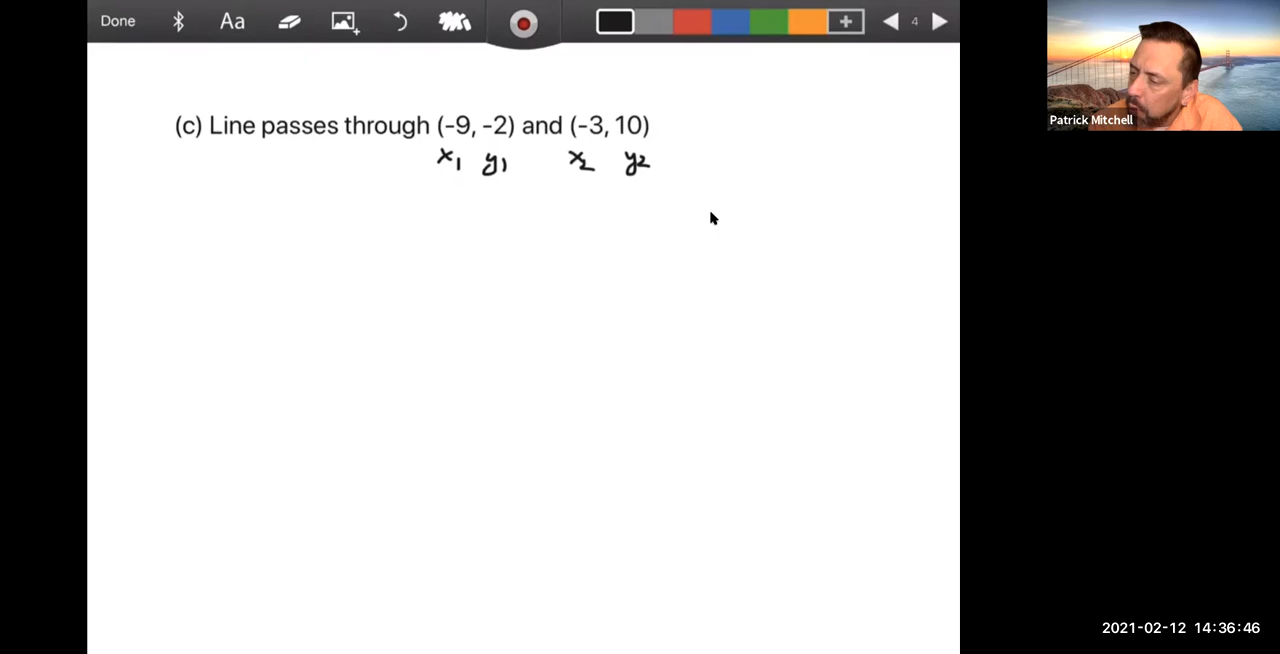 Done Aa 4
(c) Line passes through (-9, -2) and (-3, 10)
x1 y1 x2 y2
Patrick Mitchell
2021-02-12 14:36:46